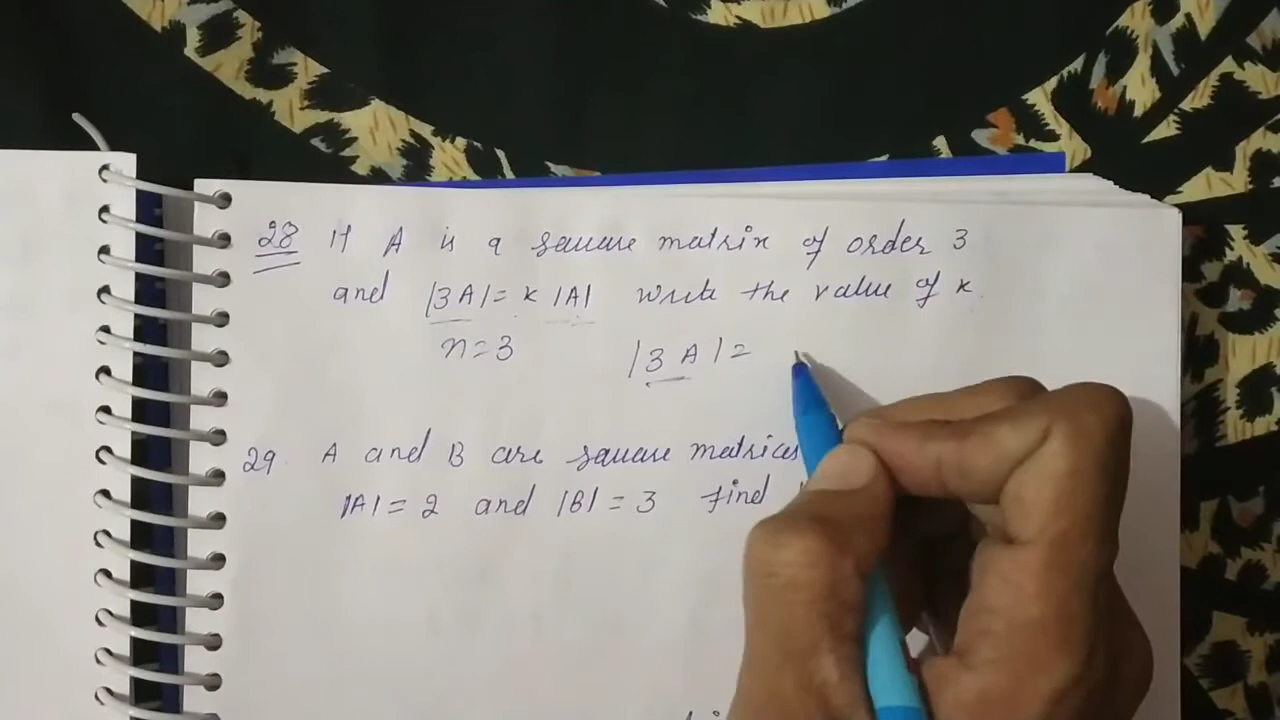 28 If A is a square matrix of order 3
and |3A| = k |A| write the value of k.
n=3 |3A| =
29. A and B are square matrices
|A| = 2 and |B| = 3 find